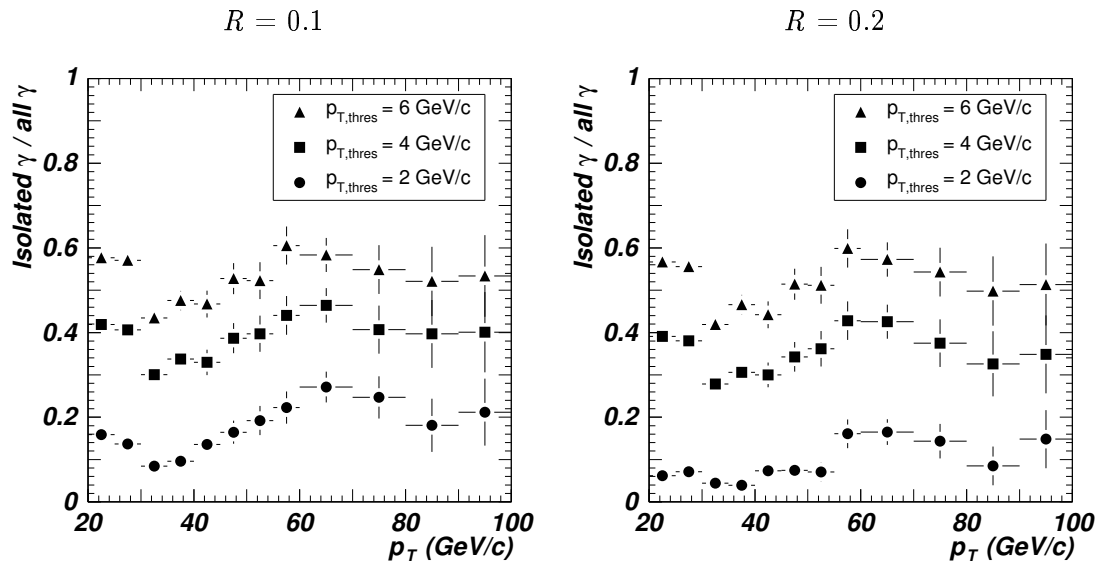 R = 0.1
Isolated γ / all γ
1
0.8
0.6
0.4
0.2
0
p_T,thres = 6 GeV/c
p_T,thres = 4 GeV/c
p_T,thres = 2 GeV/c
20 40 60 80 100
p_T (GeV/c)
R = 0.2
Isolated γ / all γ
1
0.8
0.6
0.4
0.2
0
p_T,thres = 6 GeV/c
p_T,thres = 4 GeV/c
p_T,thres = 2 GeV/c
20 40 60 80 100
p_T (GeV/c)